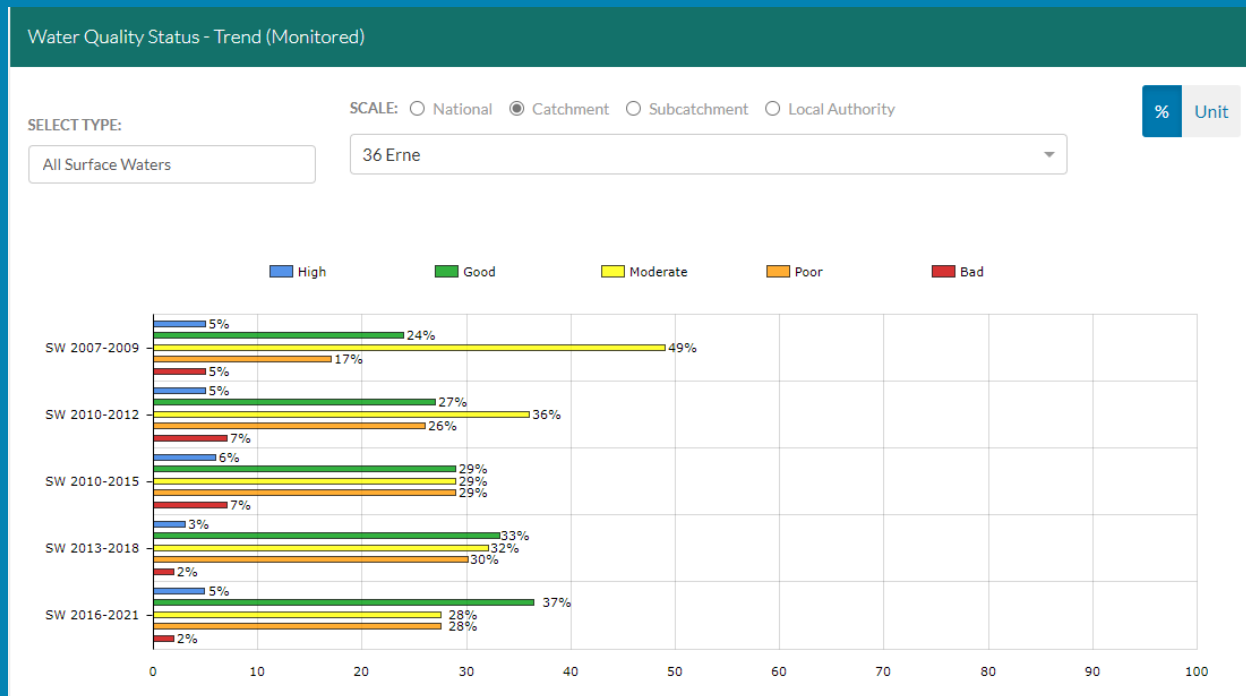 Water Quality Status - Trend (Monitored)
SCALE: National Catchment Subcatchment Local Authority
% Unit
SELECT TYPE:
All Surface Waters
36 Erne
High Good Moderate Poor Bad
5%
24%
SW 2007-2009 49%
17%
5%
5%
27%
SW 2010-2012 36%
26%
7%
6%
29%
SW 2010-2015 29%
29%
7%
3%
33%
SW 2013-2018 32%
30%
2%
5%
37%
SW 2016-2021 28%
28%
2%
0 10 20 30 40 50 60 70 80 90 100